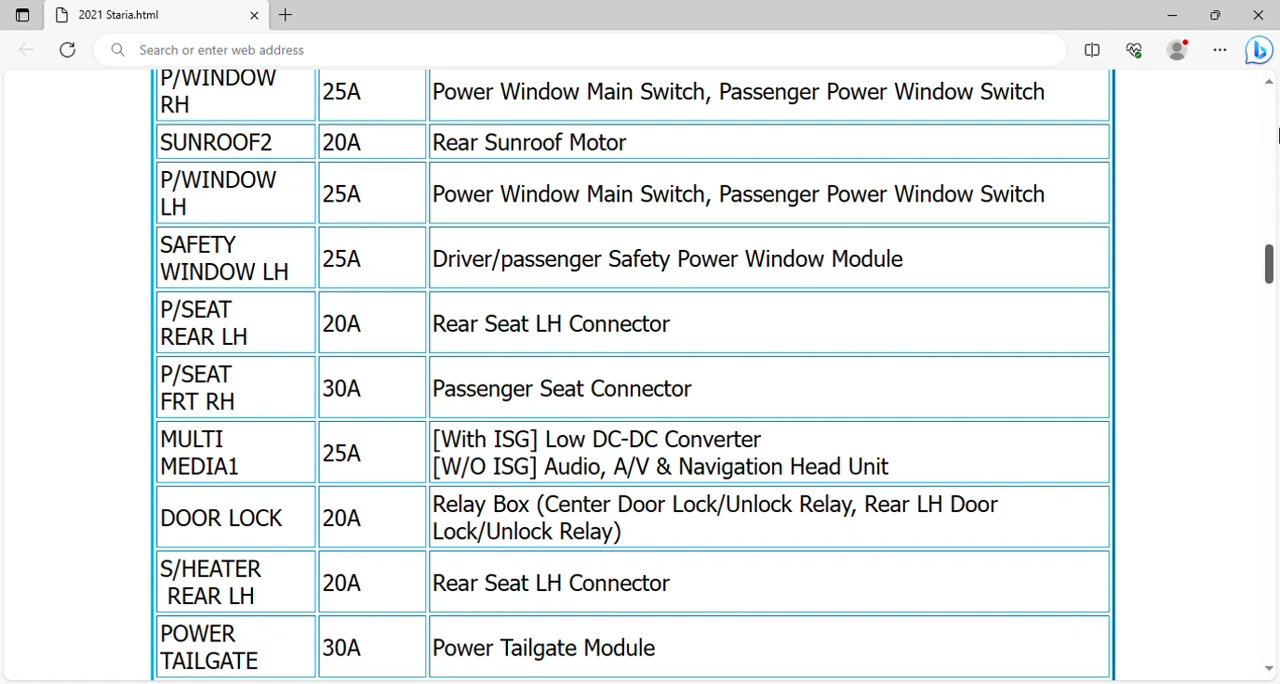 2021 Staria.html
Search or enter web address
P/WINDOW
RH
25A
Power Window Main Switch, Passenger Power Window Switch
SUNROOF2
20A
Rear Sunroof Motor
P/WINDOW
LH
25A
Power Window Main Switch, Passenger Power Window Switch
SAFETY
WINDOW LH
25A
Driver/passenger Safety Power Window Module
P/SEAT
REAR LH
20A
Rear Seat LH Connector
P/SEAT
FRT RH
30A
Passenger Seat Connector
MULTI
MEDIA1
25A
[With ISG] Low DC-DC Converter
[W/O ISG] Audio, A/V & Navigation Head Unit
DOOR LOCK
20A
Relay Box (Center Door Lock/Unlock Relay, Rear LH Door
Lock/Unlock Relay)
S/HEATER
REAR LH
20A
Rear Seat LH Connector
POWER
TAILGATE
30A
Power Tailgate Module